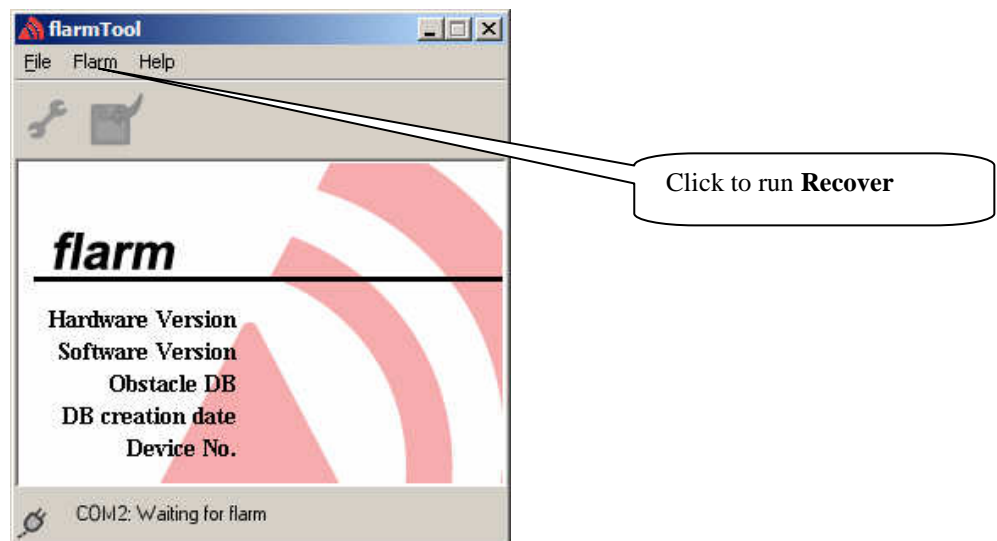 flarmTool
File Flarm Help
Click to run Recover
flarm
Hardware Version
Software Version
Obstacle DB
DB creation date
Device No.
COM2: Waiting for flarm